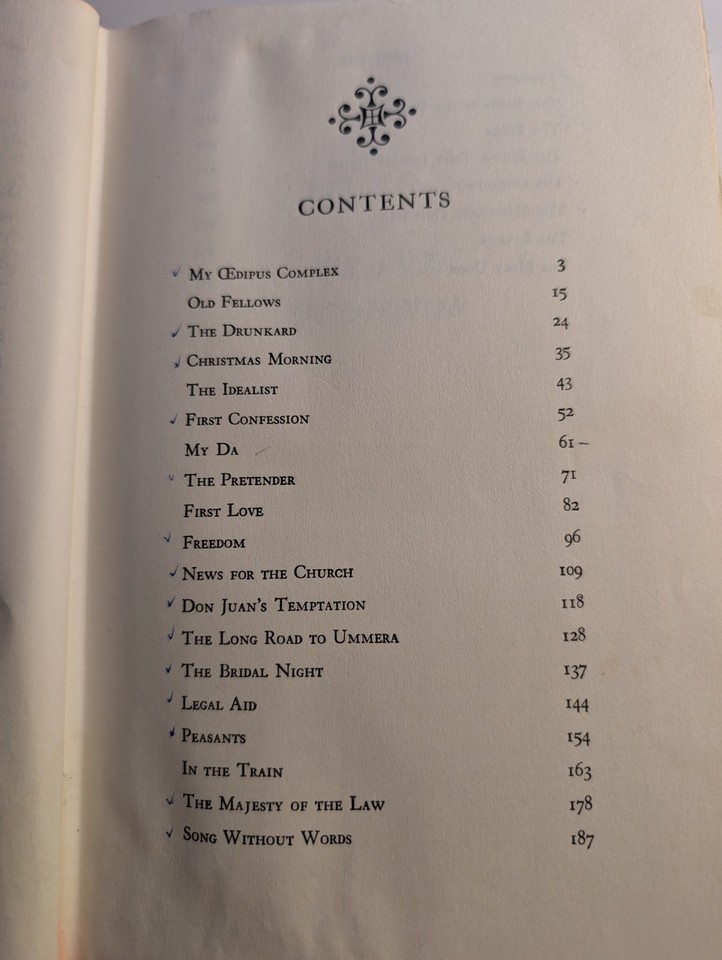 CONTENTS
My Œdipus Complex 3
Old Fellows 15
The Drunkard 24
Christmas Morning 35
The Idealist 43
First Confession 52
My Da 61 –
The Pretender 71
First Love 82
Freedom 96
News for the Church 109
Don Juan's Temptation 118
The Long Road to Ummera 128
The Bridal Night 137
Legal Aid 144
Peasants 154
In the Train 163
The Majesty of the Law 178
Song Without Words 187